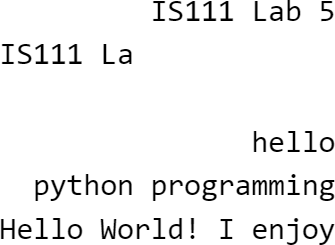 IS111 Lab 5
IS111 La
hello
python programming
Hello World! I enjoy